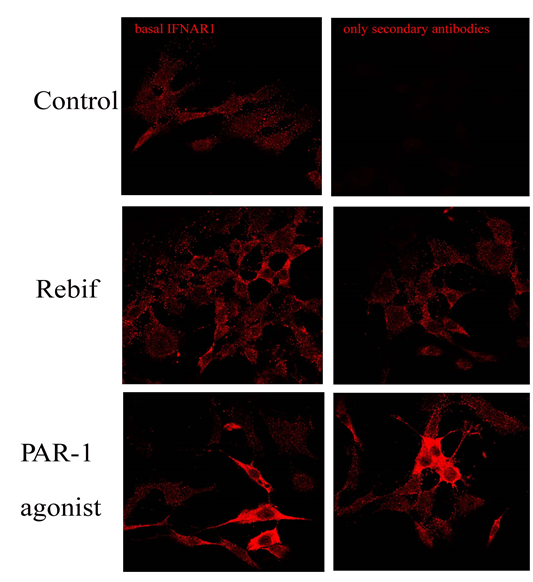 basal IFNAR1
only secondary antibodies
Control
Rebif
PAR-1
agonist